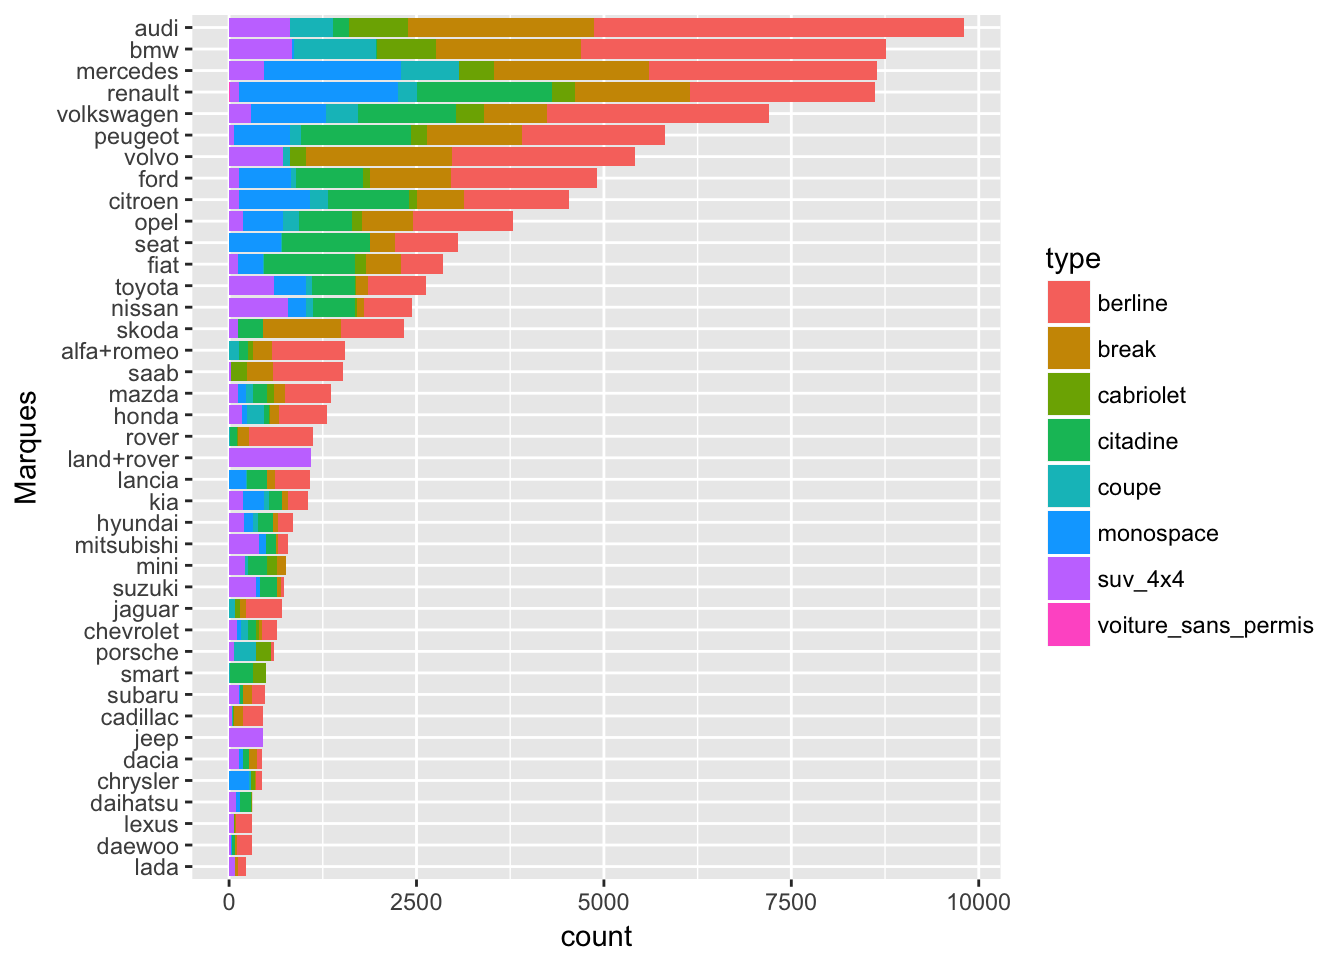 audi
bmw
mercedes
renault
volkswagen
peugeot
volvo
ford
citroen
opel
seat
fiat
toyota
nissan
skoda
alfa+romeo
saab
mazda
honda
rover
land+rover
lancia
kia
hyundai
mitsubishi
mini
suzuki
jaguar
chevrolet
porsche
smart
subaru
cadillac
jeep
dacia
chrysler
daihatsu
lexus
daewoo
lada
Marques
0 2500 5000 7500 10000
count
type
berline
break
cabriolet
citadine
coupe
monospace
suv_4x4
voiture_sans_permis